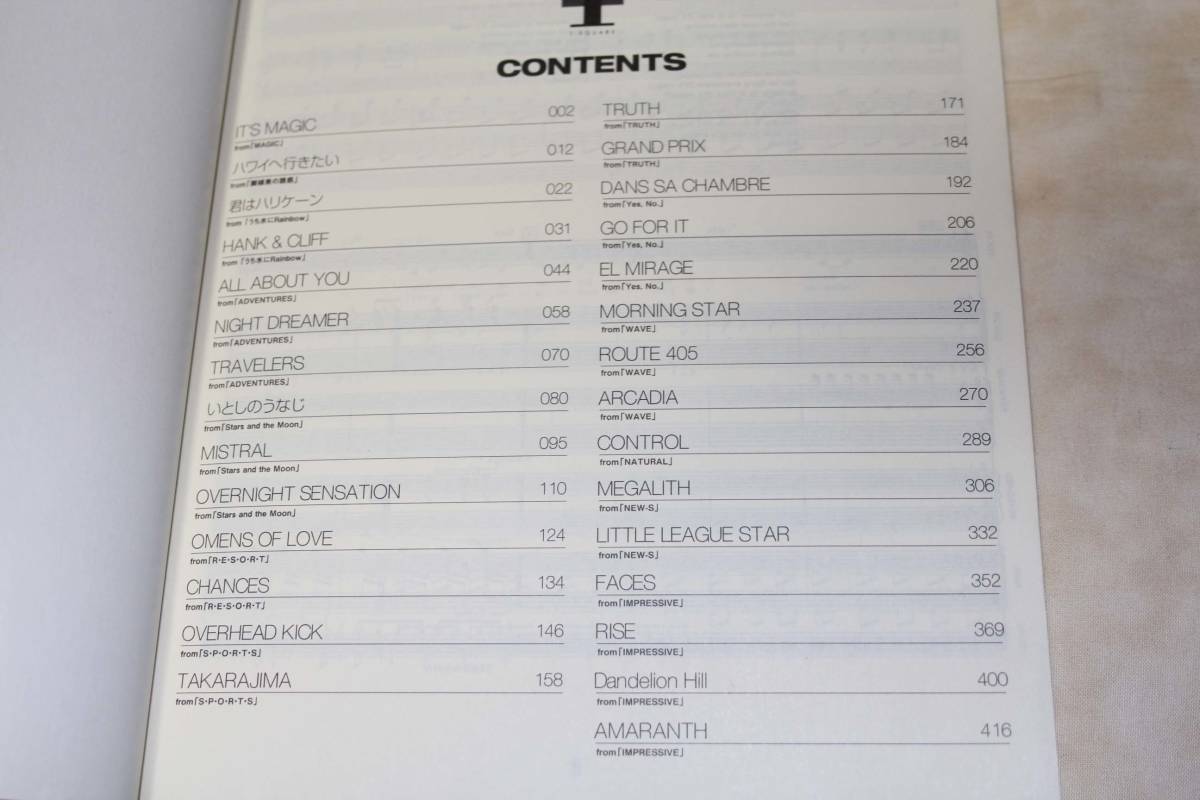 T-SQUARE
CONTENTS
IT'S MAGIC 002
from「MAGIC」
ハワイへ行きたい 012
from「脚線美の誘惑」
君はハリケーン 022
from「うち水にRainbow」
HANK & CLIFF 031
from「うち水にRainbow」
ALL ABOUT YOU 044
from「ADVENTURES」
NIGHT DREAMER 058
from「ADVENTURES」
TRAVELERS 070
from「ADVENTURES」
いとしのうなじ 080
from「Stars and the Moon」
MISTRAL 095
from「Stars and the Moon」
OVERNIGHT SENSATION 110
from「Stars and the Moon」
OMENS OF LOVE 124
from「R・E・S・O・R・T」
CHANCES 134
from「R・E・S・O・R・T」
OVERHEAD KICK 146
from「S・P・O・R・T・S」
TAKARAJIMA 158
from「S・P・O・R・T・S」
TRUTH 171
from「TRUTH」
GRAND PRIX 184
from「TRUTH」
DANS SA CHAMBRE 192
from「Yes, No.」
GO FOR IT 206
from「Yes, No.」
EL MIRAGE 220
from「Yes, No.」
MORNING STAR 237
from「WAVE」
ROUTE 405 256
from「WAVE」
ARCADIA 270
from「WAVE」
CONTROL 289
from「NATURAL」
MEGALITH 306
from「NEW-S」
LITTLE LEAGUE STAR 332
from「NEW-S」
FACES 352
from「IMPRESSIVE」
RISE 369
from「IMPRESSIVE」
Dandelion Hill 400
from「IMPRESSIVE」
AMARANTH 416
from「IMPRESSIVE」